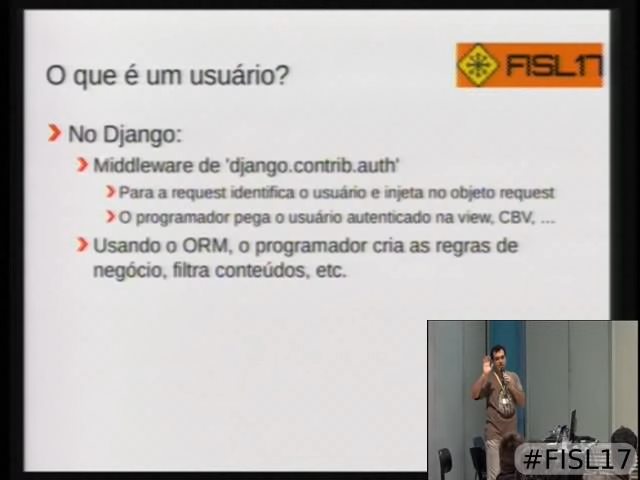 O que é um usuário?
FISL17
No Django:
Middleware de 'django.contrib.auth'
Para a request identifica o usuário e injeta no objeto request
O programador pega o usuário autenticado na view, CBV, ...
Usando o ORM, o programador cria as regras de
negócio, filtra conteúdos, etc.
#FISL17